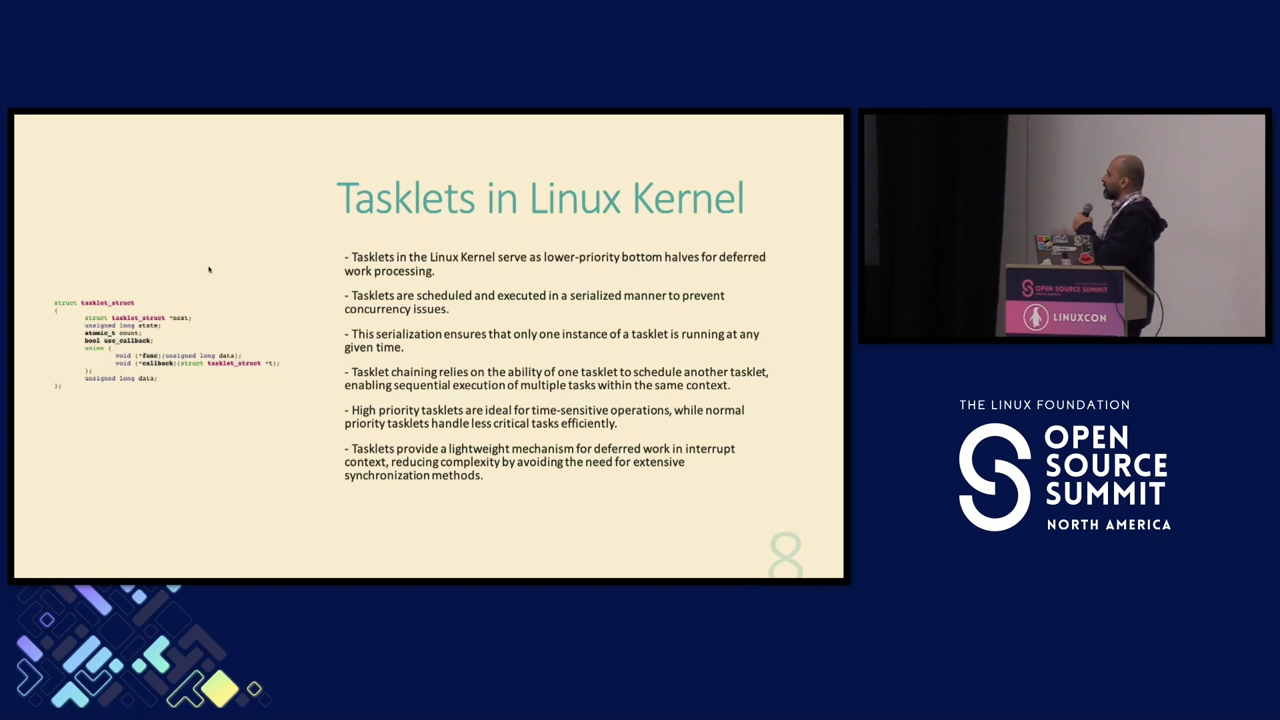 Tasklets in Linux Kernel
- Tasklets in the Linux Kernel serve as lower-priority bottom halves for deferred
work processing.
- Tasklets are scheduled and executed in a serialized manner to prevent
concurrency issues.
- This serialization ensures that only one instance of a tasklet is running at any
given time.
- Tasklet chaining relies on the ability of one tasklet to schedule another tasklet,
enabling sequential execution of multiple tasks within the same context.
- High priority tasklets are ideal for time-sensitive operations, while normal
priority tasklets handle less critical tasks efficiently.
- Tasklets provide a lightweight mechanism for deferred work in interrupt
context, reducing complexity by avoiding the need for extensive
synchronization methods.
struct tasklet_struct
{
struct tasklet_struct *next;
unsigned long state;
atomic_t count;
bool use_callback;
union {
void (*func)(unsigned long data);
void (*callback)(struct tasklet_struct *t);
};
unsigned long data;
};
8
OPEN SOURCE SUMMIT
LINUXCON
THE LINUX FOUNDATION
OPEN
SOURCE
SUMMIT
NORTH AMERICA